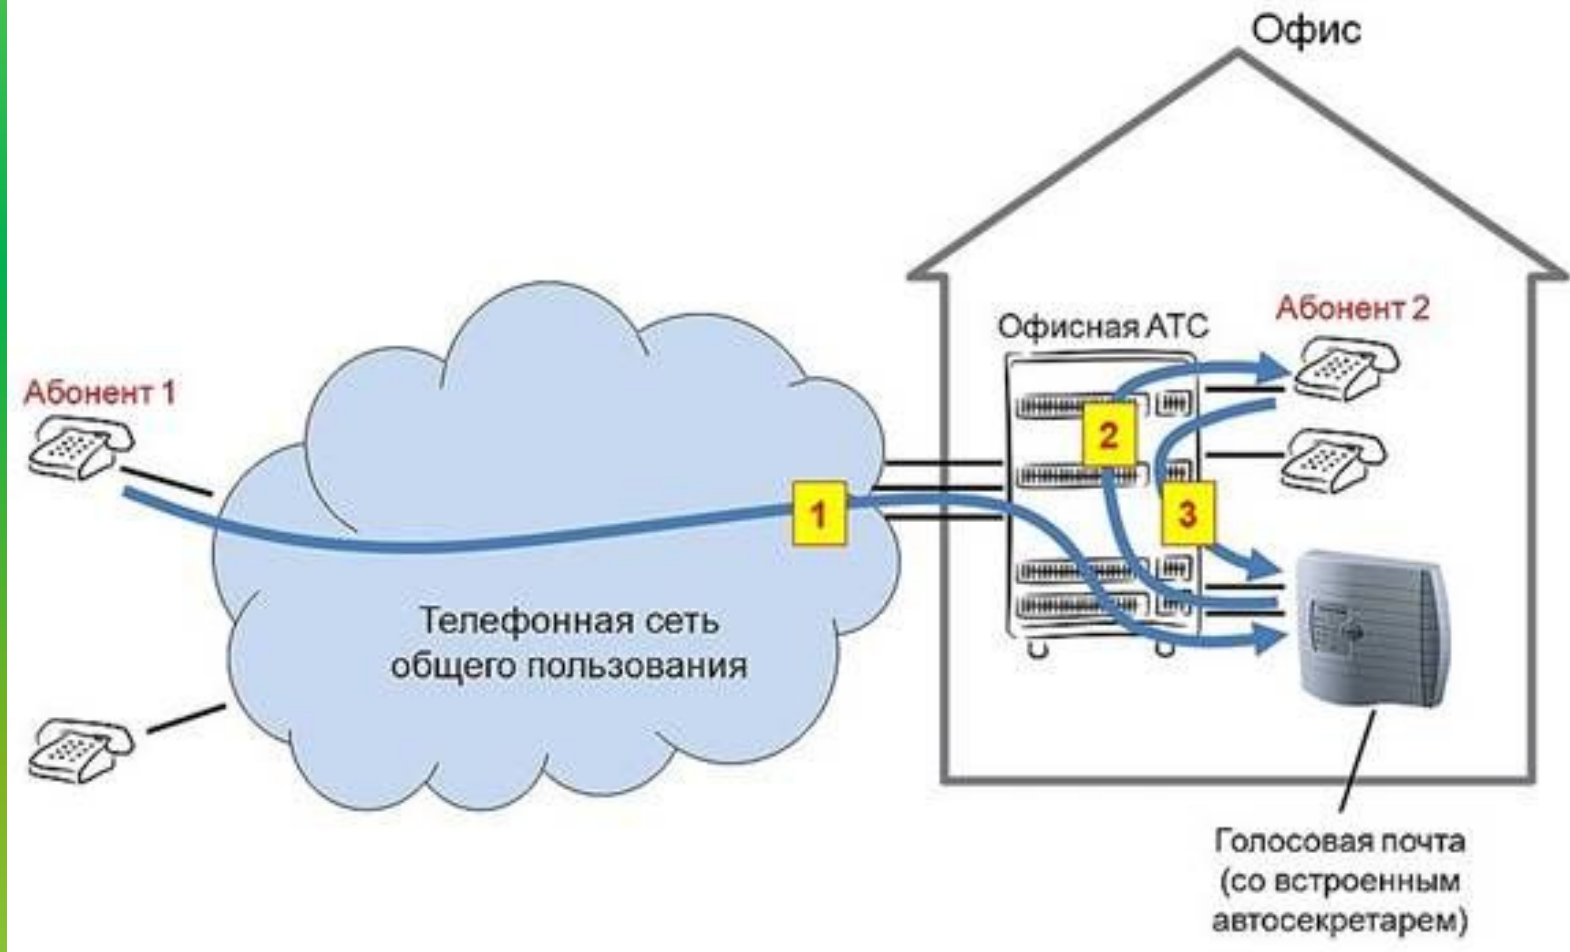 Офис
Офисная АТС
Абонент 2
Абонент 1
2
1
3
Телефонная сеть
общего пользования
Голосовая почта
(со встроенным
автосекретарем)